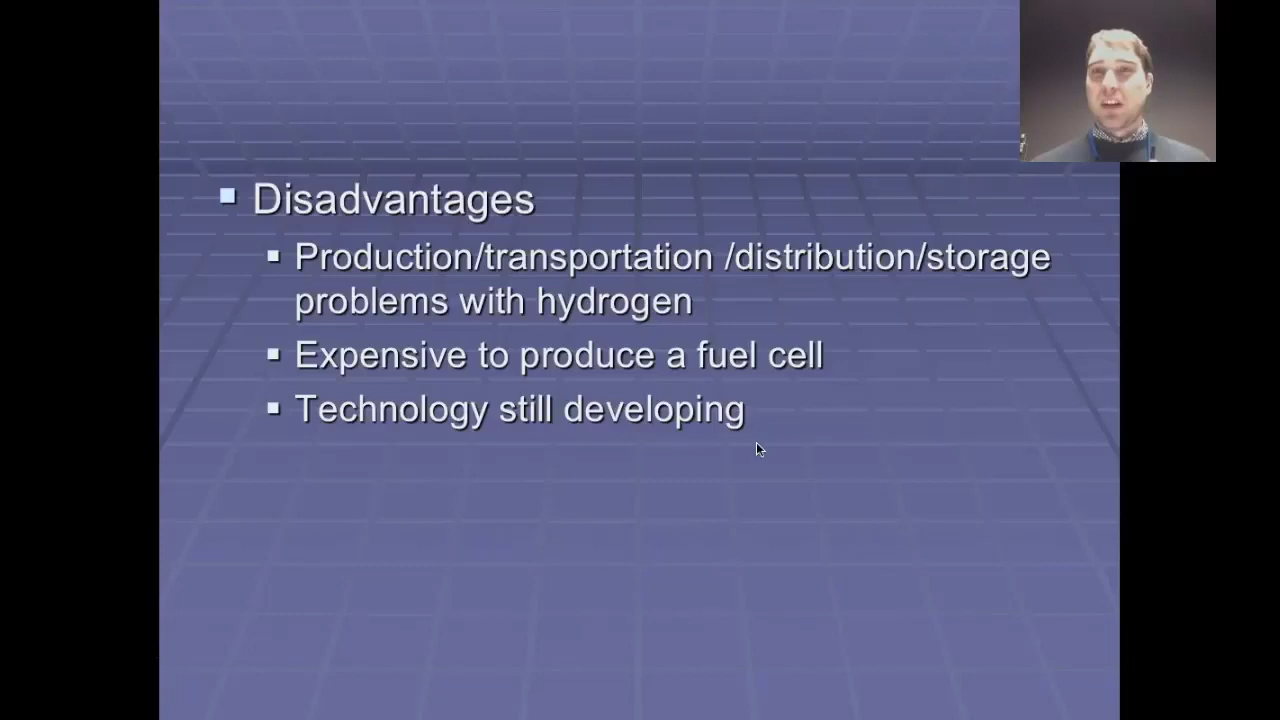 Disadvantages
Production/transportation /distribution/storage
problems with hydrogen
Expensive to produce a fuel cell
Technology still developing